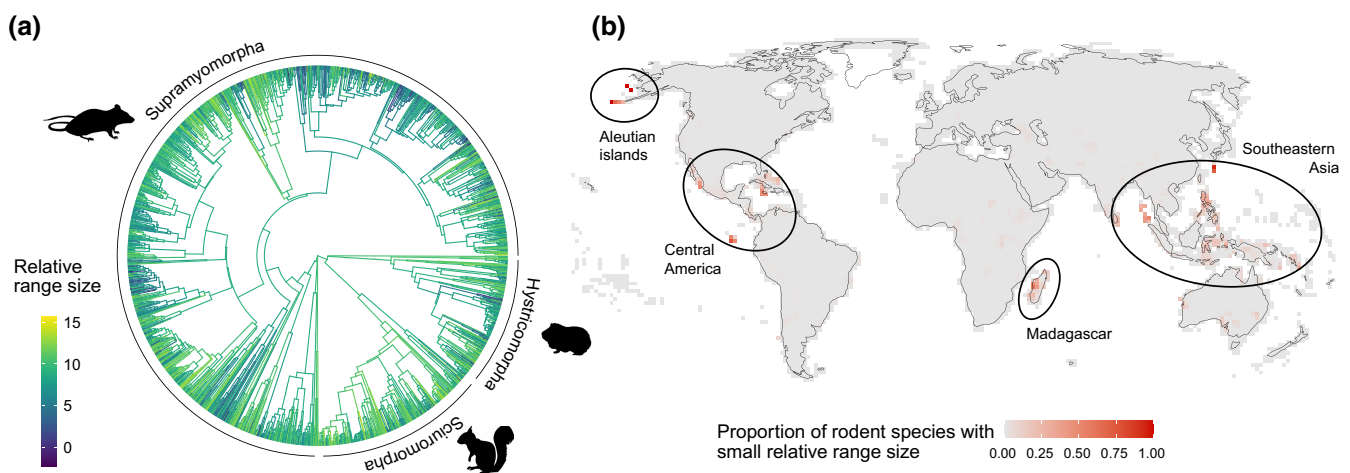 (a)
Supramyomorpha
Hystricomorpha
Sciuromorpha
Relative
range size
15
10
5
0
(b)
Aleutian
islands
Central
America
Madagascar
Southeastern
Asia
Proportion of rodent species with
small relative range size
0.00 0.25 0.50 0.75 1.00